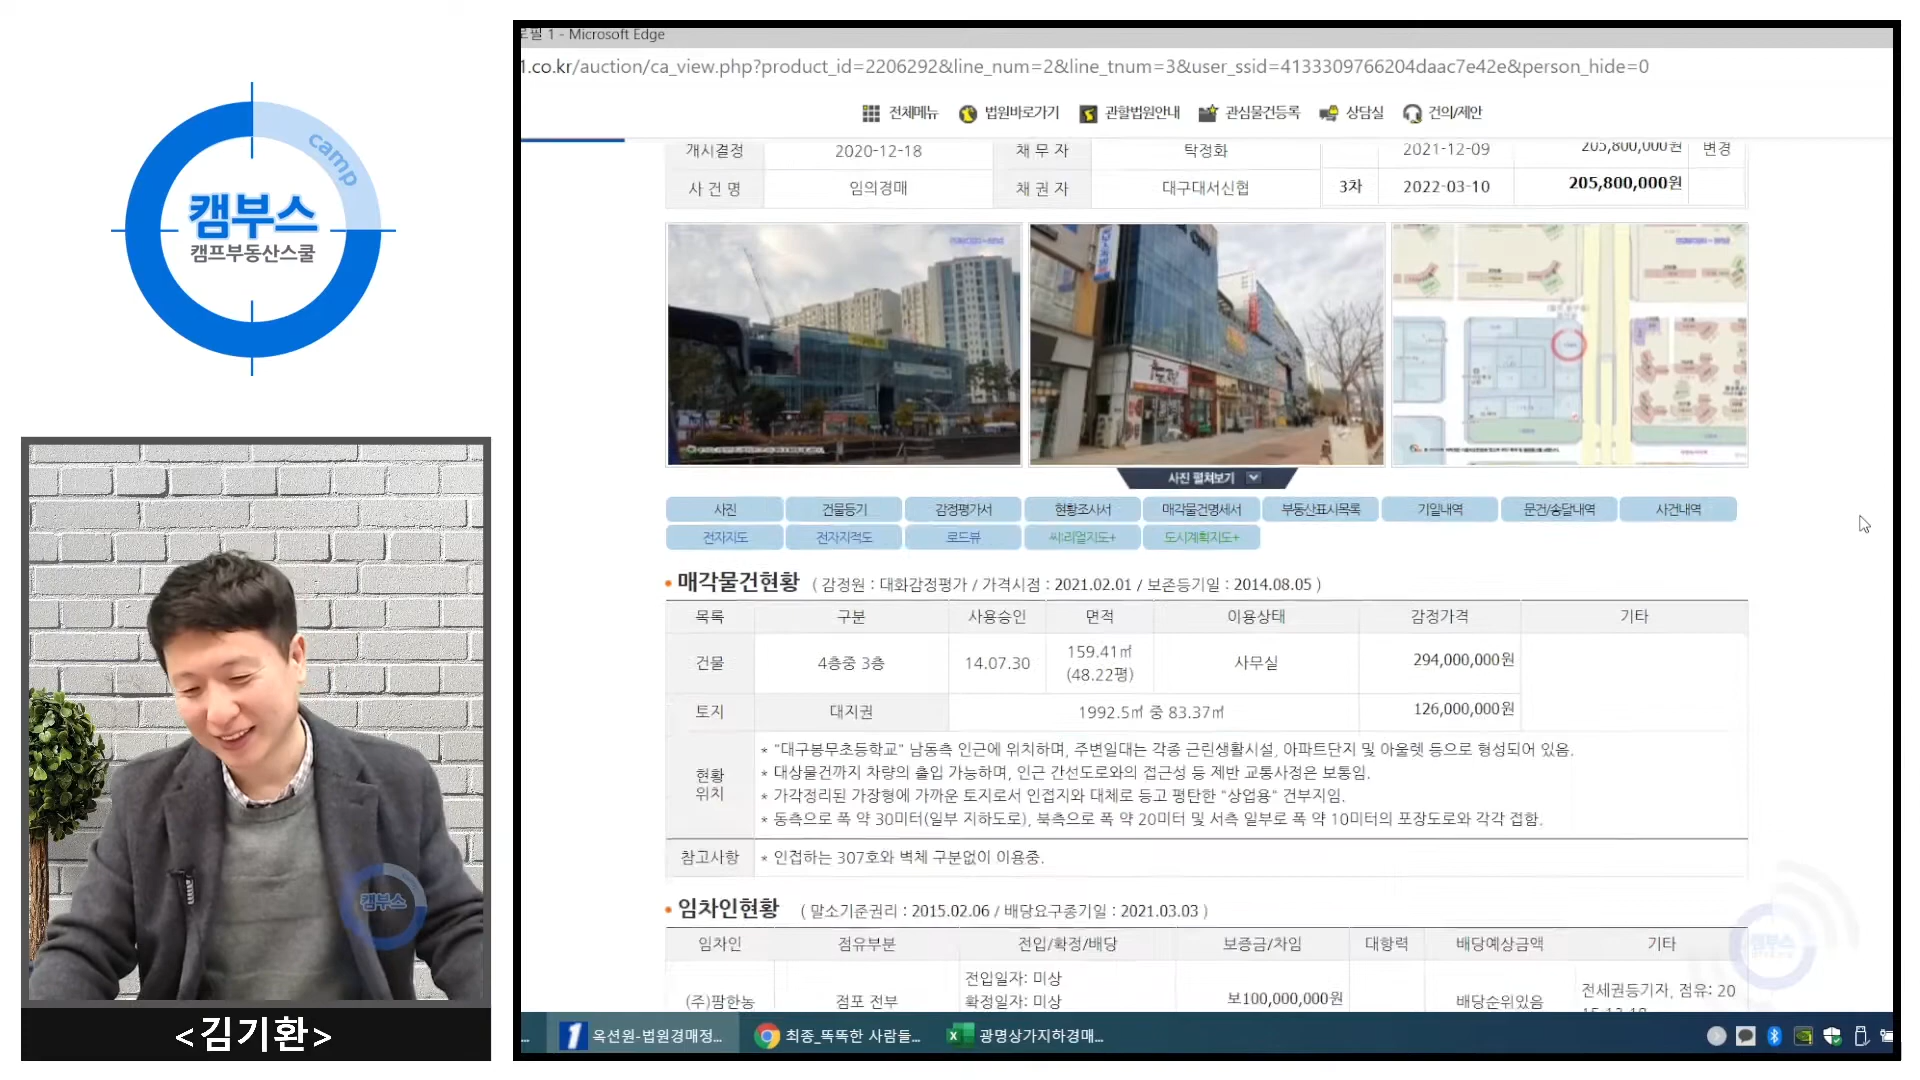 camp
캠부스
캠프부동산스쿨
<김기환>
로필 1 - Microsoft Edge
1.co.kr/auction/ca_view.php?product_id=2206292&line_num=2&line_tnum=3&user_ssid=4133309766204daac7e42e&person_hide=0
전체메뉴 법원바로가기 관할법원안내 관심물건등록 상담실 건의/제안
개시결정 2020-12-18 채 무 자 탁정화 2021-12-09 205,800,000원 변경
사 건 명 임의경매 채 권 자 대구대서신협 3차 2022-03-10 205,800,000원
사진 펼쳐보기
사진 건물등기 감정평가서 현황조사서 매각물건명세서 부동산표시목록 기일내역 문건/송달내역 사건내역
전자지도 전자지적도 로드뷰 씨:리얼지도+ 도시계획지도+
• 매각물건현황 ( 감정원 : 대화감정평가 / 가격시점 : 2021.02.01 / 보존등기일 : 2014.08.05 )
목록 구분 사용승인 면적 이용상태 감정가격 기타
건물 4층중 3층 14.07.30 159.41㎡ (48.22평) 사무실 294,000,000원
토지 대지권 1992.5㎡ 중 83.37㎡ 126,000,000원
현황
위치
* "대구봉무초등학교" 남동측 인근에 위치하며, 주변일대는 각종 근린생활시설, 아파트단지 및 아울렛 등으로 형성되어 있음.
* 대상물건까지 차량의 출입 가능하며, 인근 간선도로와의 접근성 등 제반 교통사정은 보통임.
* 가각정리된 가장형에 가까운 토지로서 인접지와 대체로 등고 평탄한 "상업용" 건부지임.
* 동측으로 폭 약 30미터(일부 지하도로), 북측으로 폭 약 20미터 및 서측 일부로 폭 약 10미터의 포장도로와 각각 접함.
참고사항 * 인접하는 307호와 벽체 구분없이 이용중.
• 임차인현황 ( 말소기준권리 : 2015.02.06 / 배당요구종기일 : 2021.03.03 )
임차인 점유부분 전입/확정/배당 보증금/차임 대항력 배당예상금액 기타
(주)팜한농 점포 전부 전입일자: 미상
확정일자: 미상 보100,000,000원 배당순위있음 전세권등기자, 점유: 20
캠부스
옥션원-법원경매정... 최종_똑똑한 사람들... 광명상가지하경매...